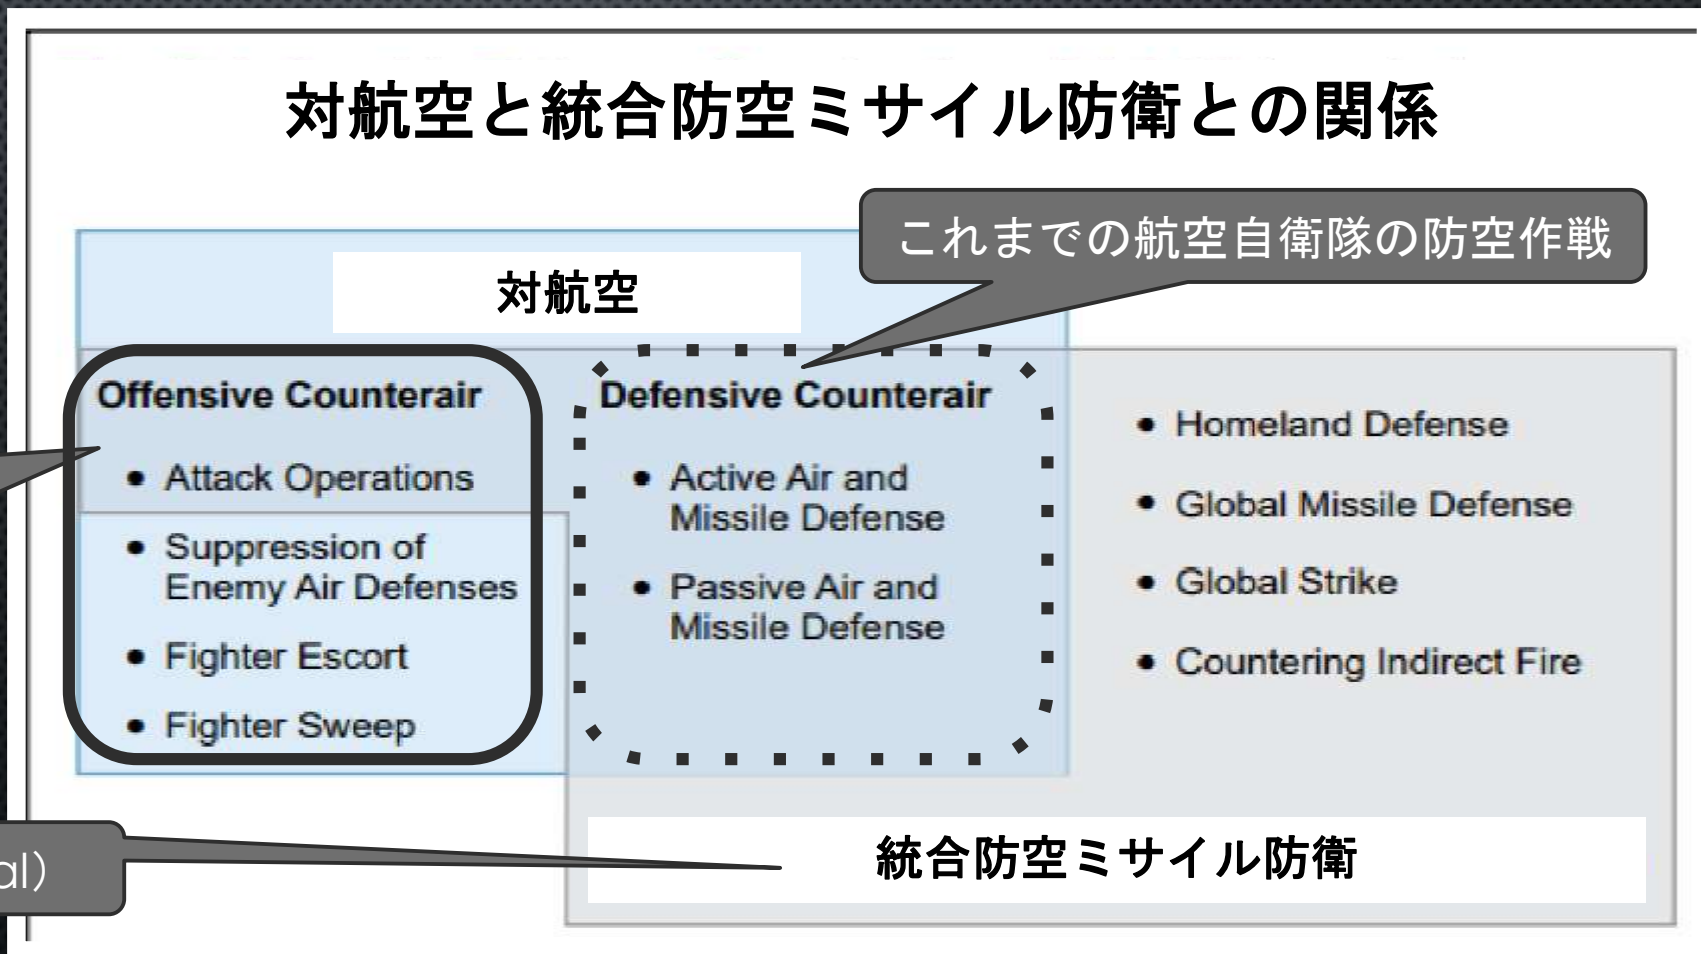 対航空と統合防空ミサイル防衛との関係
これまでの航空自衛隊の防空作戦
対航空
Offensive Counterair
• Attack Operations
• Suppression of
Enemy Air Defenses
• Fighter Escort
• Fighter Sweep
Defensive Counterair
• Active Air and
Missile Defense
• Passive Air and
Missile Defense
• Homeland Defense
• Global Missile Defense
• Global Strike
• Countering Indirect Fire
al)
統合防空ミサイル防衛